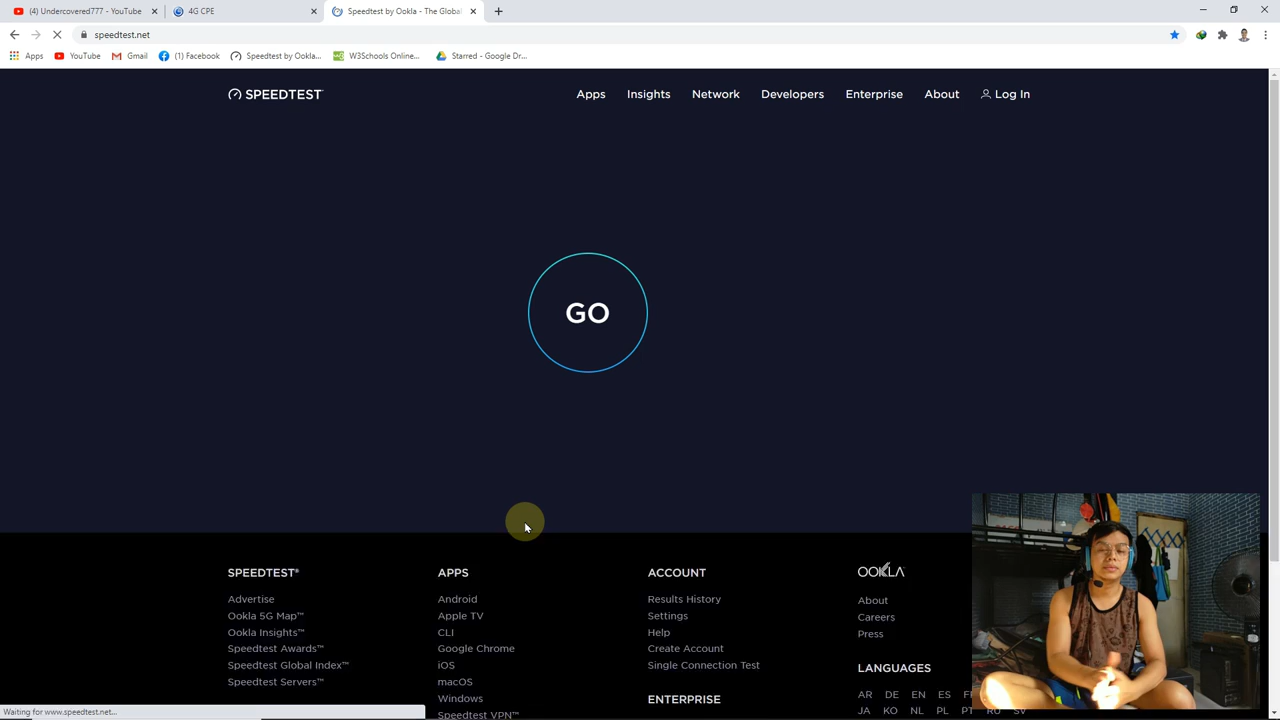 (4) Undercovered777 - YouTube
4G CPE
Speedtest by Ookla - The Global
speedtest.net
Apps
YouTube
Gmail
(1) Facebook
Speedtest by Ookla...
W3Schools Online...
Starred - Google Dr...
SPEEDTEST
Apps
Insights
Network
Developers
Enterprise
About
Log In
GO
SPEEDTEST®
Advertise
Ookla 5G Map™
Ookla Insights™
Speedtest Awards™
Speedtest Global Index™
Speedtest Servers™
APPS
Android
Apple TV
CLI
Google Chrome
iOS
macOS
Windows
Speedtest VPN™
ACCOUNT
Results History
Settings
Help
Create Account
Single Connection Test
ENTERPRISE
OOKLA
About
Careers
Press
LANGUAGES
AR DE EN ES
JA KO NL PL PT RU SV
Waiting for www.speedtest.net...